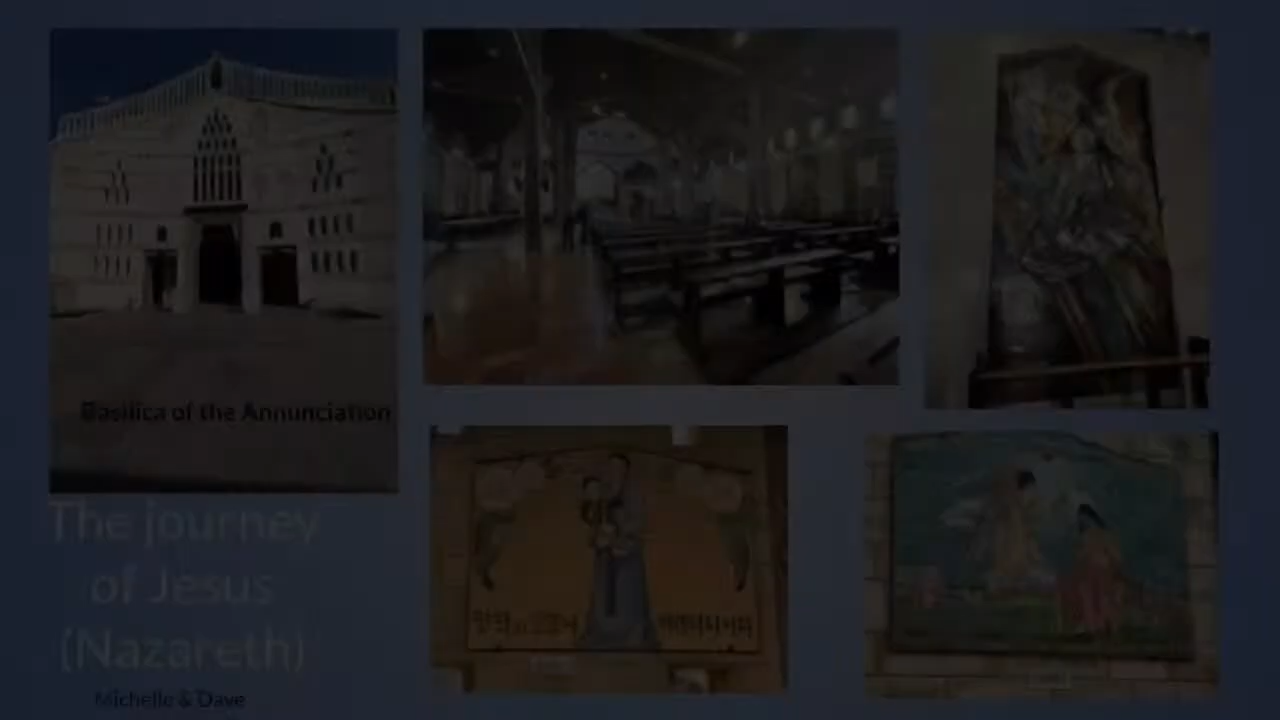 Basilica of the Annunciation
The journey
of Jesus
(Nazareth)
Michelle & Dave